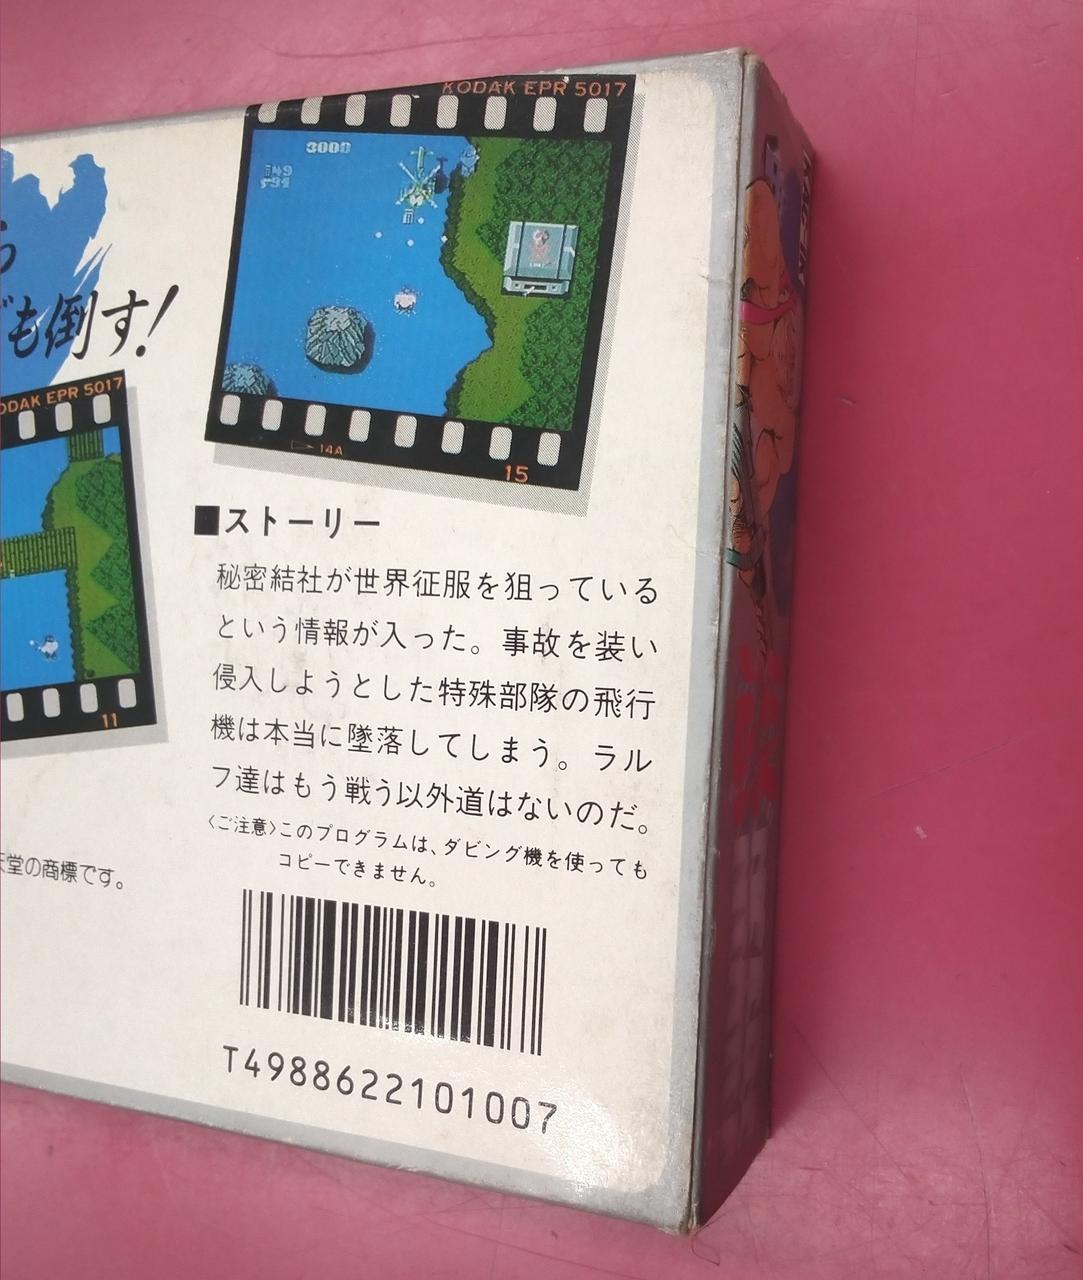 KODAK EPR 5017
3000
も倒す!
KODAK EPR 5017
14A
15
11
■ストーリー
秘密結社が世界征服を狙っている
という情報が入った。事故を装い
侵入しようとした特殊部隊の飛行
機は本当に墜落してしまう。ラル
フ達はもう戦う以外道はないのだ。
〈ご注意〉このプログラムは、ダビング機を使っても
コピーできません。
天堂の商標です。
T4988622101007